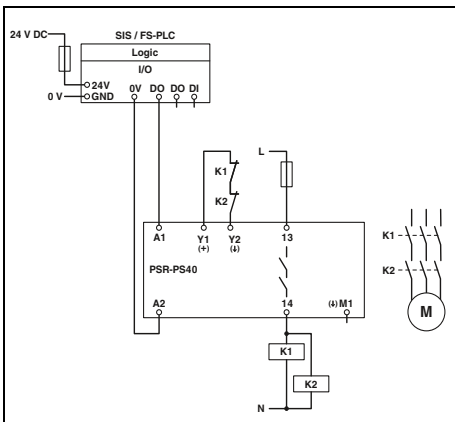 24 V DC
SIS / FS-PLC
Logic
I/O
24V
0 V
GND
0V DO DO DI
L
K1
K2
A1 Y1 Y2 13
(+) (↓)
PSR-PS40
A2 14 (↓) M1
K1
K2
N
K1
K2
M